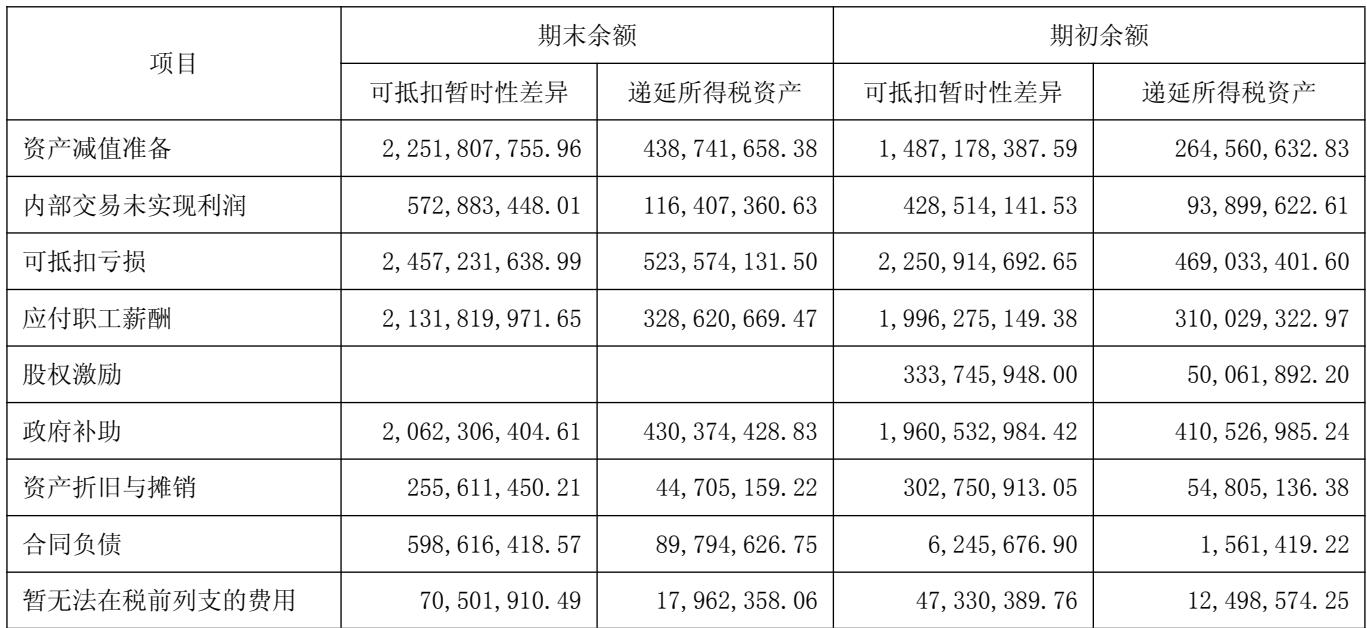 项目 期末余额 期初余额
可抵扣暂时性差异 递延所得税资产 可抵扣暂时性差异 递延所得税资产
资产减值准备 2,251,807,755.96 438,741,658.38 1,487,178,387.59 264,560,632.83
内部交易未实现利润 572,883,448.01 116,407,360.63 428,514,141.53 93,899,622.61
可抵扣亏损 2,457,231,638.99 523,574,131.50 2,250,914,692.65 469,033,401.60
应付职工薪酬 2,131,819,971.65 328,620,669.47 1,996,275,149.38 310,029,322.97
股权激励 333,745,948.00 50,061,892.20
政府补助 2,062,306,404.61 430,374,428.83 1,960,532,984.42 410,526,985.24
资产折旧与摊销 255,611,450.21 44,705,159.22 302,750,913.05 54,805,136.38
合同负债 598,616,418.57 89,794,626.75 6,245,676.90 1,561,419.22
暂无法在税前列支的费用 70,501,910.49 17,962,358.06 47,330,389.76 12,498,574.25